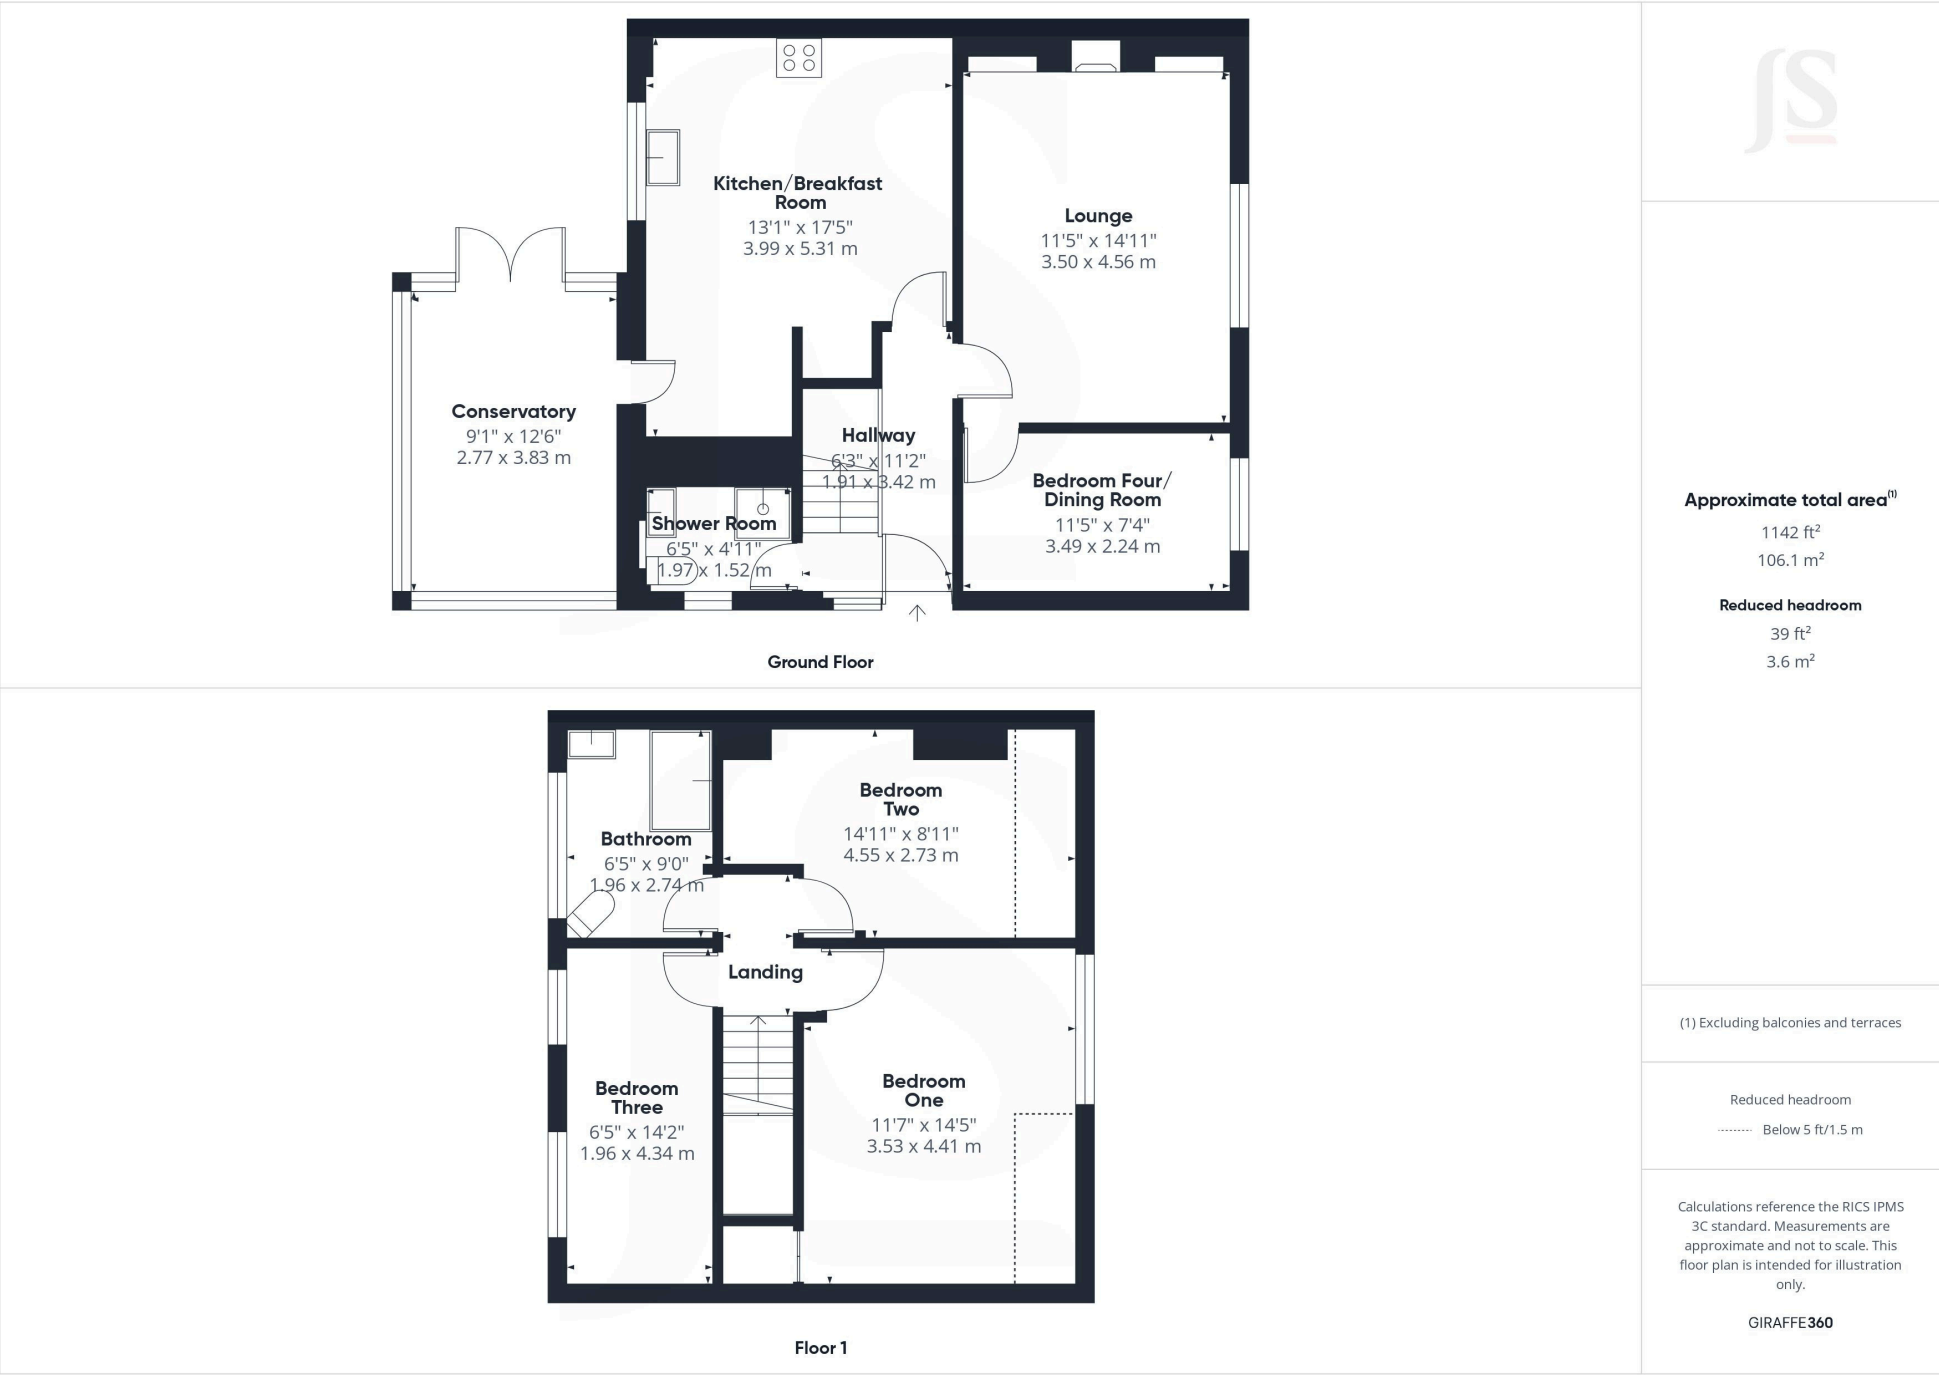 Kitchen/Breakfast
Room
13'1" x 17'5"
3.99 x 5.31 m
Lounge
11'5" x 14'11"
3.50 x 4.56 m
Conservatory
9'1" x 12'6"
2.77 x 3.83 m
Hallway
6'3" x 11'2"
1.91 x 3.42 m
Bedroom Four/
Dining Room
11'5" x 7'4"
3.49 x 2.24 m
Shower Room
6'5" x 4'11"
1.97 x 1.52 m
Ground Floor
Bedroom
Two
14'11" x 8'11"
4.55 x 2.73 m
Bathroom
6'5" x 9'0"
1.96 x 2.74 m
Landing
Bedroom
Three
6'5" x 14'2"
1.96 x 4.34 m
Bedroom
One
11'7" x 14'5"
3.53 x 4.41 m
Floor 1
JS
Approximate total area⁽¹⁾
1142 ft²
106.1 m²
Reduced headroom
39 ft²
3.6 m²
(1) Excluding balconies and terraces
Reduced headroom
Below 5 ft/1.5 m
Calculations reference the RICS IPMS
3C standard. Measurements are
approximate and not to scale. This
floor plan is intended for illustration
only.
GIRAFFE360